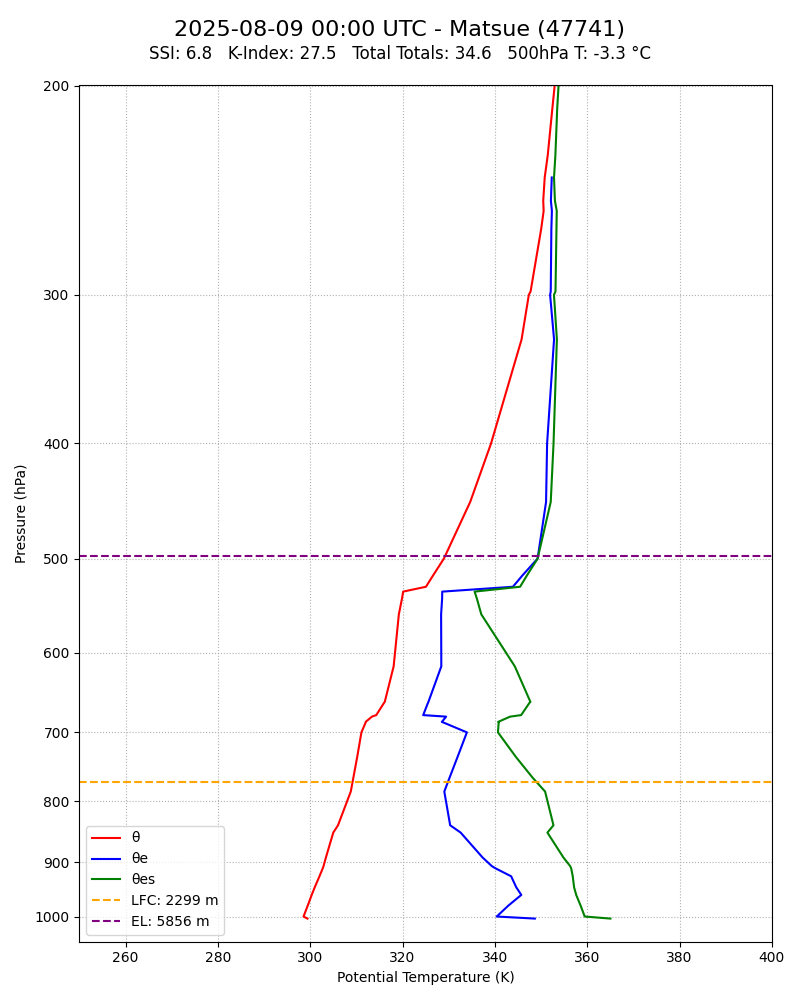 2025-08-09 00:00 UTC - Matsue (47741)
SSI: 6.8   K-Index: 27.5   Total Totals: 34.6   500hPa T: -3.3 °C
200
300
400
500
600
700
800
900
1000
Pressure (hPa)
θ
θe
θes
LFC: 2299 m
EL: 5856 m
260 280 300 320 340 360 380 400
Potential Temperature (K)